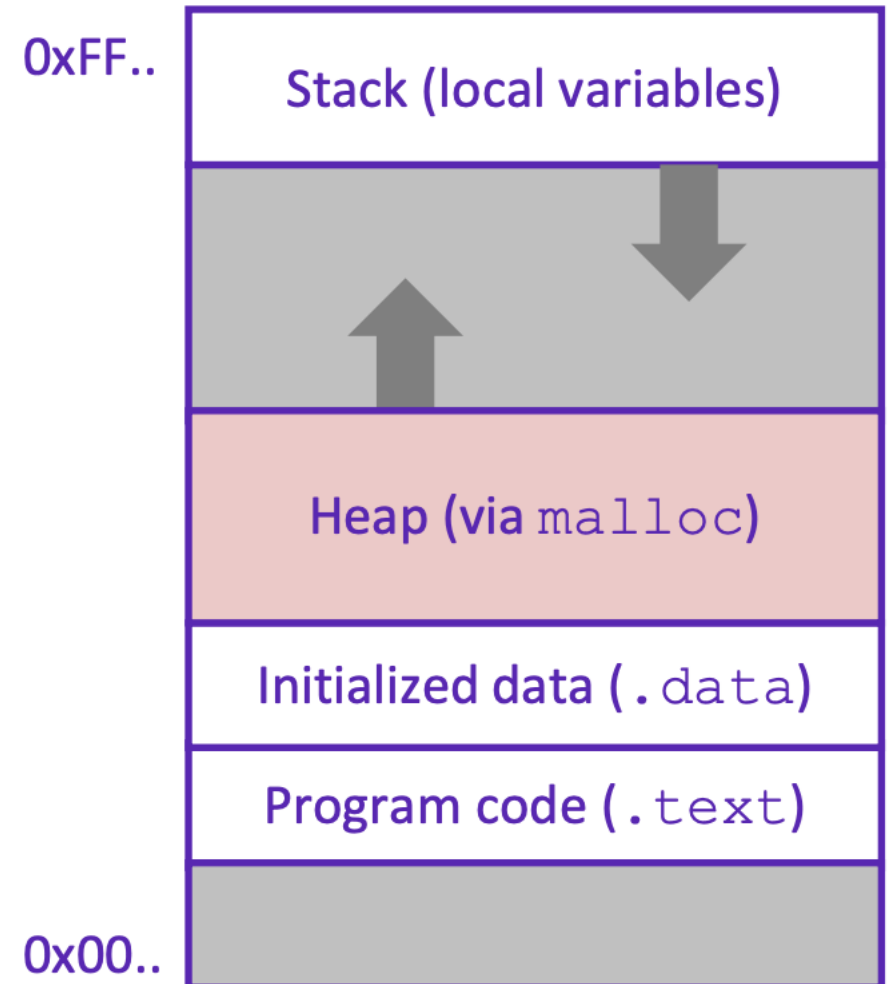 0xFF..
Stack (local variables)
Heap (via malloc)
Initialized data (.data)
Program code (.text)
0x00..